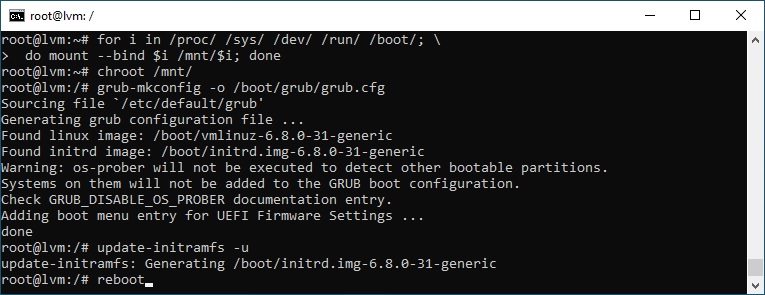 root@lvm: /
root@lvm:~# for i in /proc/ /sys/ /dev/ /run/ /boot/; \
>  do mount --bind $i /mnt/$i; done
root@lvm:~# chroot /mnt/
root@lvm:/# grub-mkconfig -o /boot/grub/grub.cfg
Sourcing file `/etc/default/grub'
Generating grub configuration file ...
Found linux image: /boot/vmlinuz-6.8.0-31-generic
Found initrd image: /boot/initrd.img-6.8.0-31-generic
Warning: os-prober will not be executed to detect other bootable partitions.
Systems on them will not be added to the GRUB boot configuration.
Check GRUB_DISABLE_OS_PROBER documentation entry.
Adding boot menu entry for UEFI Firmware Settings ...
done
root@lvm:/# update-initramfs -u
update-initramfs: Generating /boot/initrd.img-6.8.0-31-generic
root@lvm:/# reboot